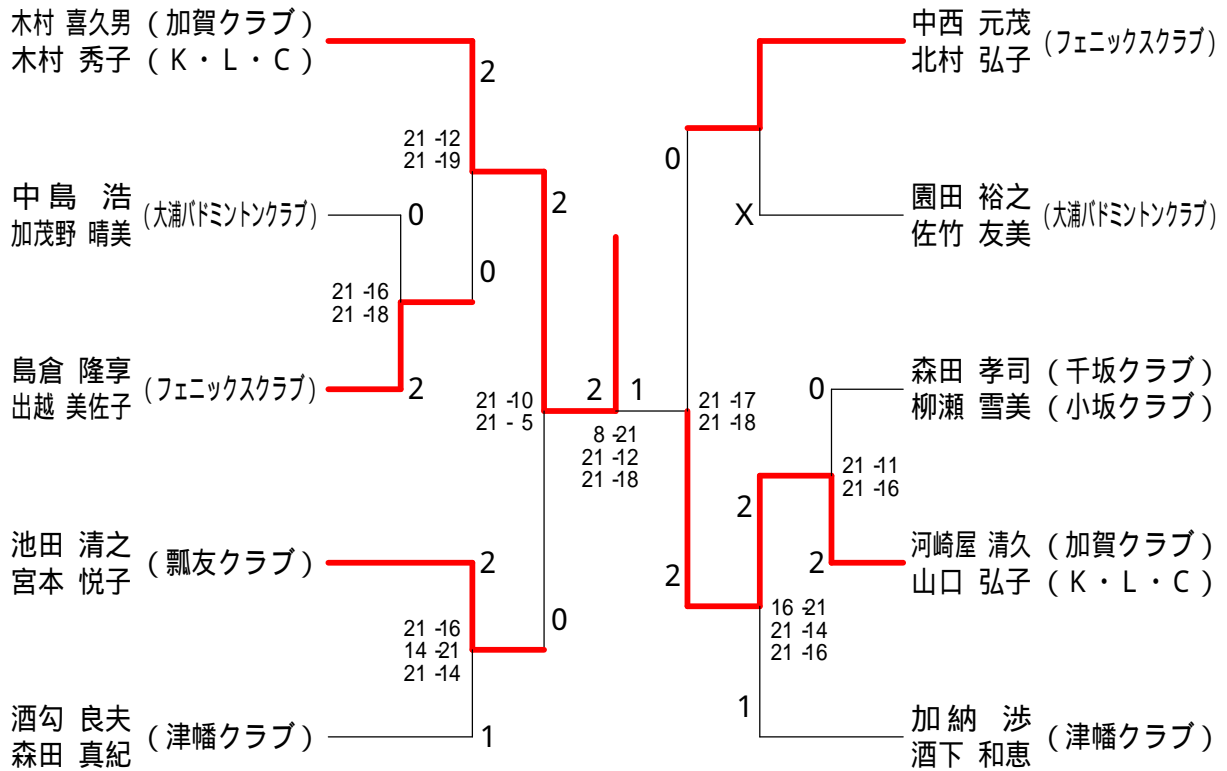 木村 喜久男 (加賀クラブ)
木村 秀子 (K・L・C)
2
21 -12
21 -19
中島 浩 (大浦バドミントンクラブ)
加茂野 晴美
0
2
0
21 -16
21 -18
島倉 隆享 (フェニックスクラブ)
出越 美佐子
2
21 -10
21 - 5
池田 清之 (瓢友クラブ)
宮本 悦子
2
0
21 -16
14 -21
21 -14
酒勾 良夫 (津幡クラブ)
森田 真紀
1
2
1
8 -21
21 -12
21 -18
中西 元茂 (フェニックスクラブ)
北村 弘子
0
X
園田 裕之 (大浦バドミントンクラブ)
佐竹 友美
21 -17
21 -18
森田 孝司 (千坂クラブ)
柳瀬 雪美 (小坂クラブ)
0
21 -11
21 -16
2
2
河崎屋 清久 (加賀クラブ)
山口 弘子 (K・L・C)
2
16 -21
21 -14
21 -16
1
加納 渉 (津幡クラブ)
酒下 和恵